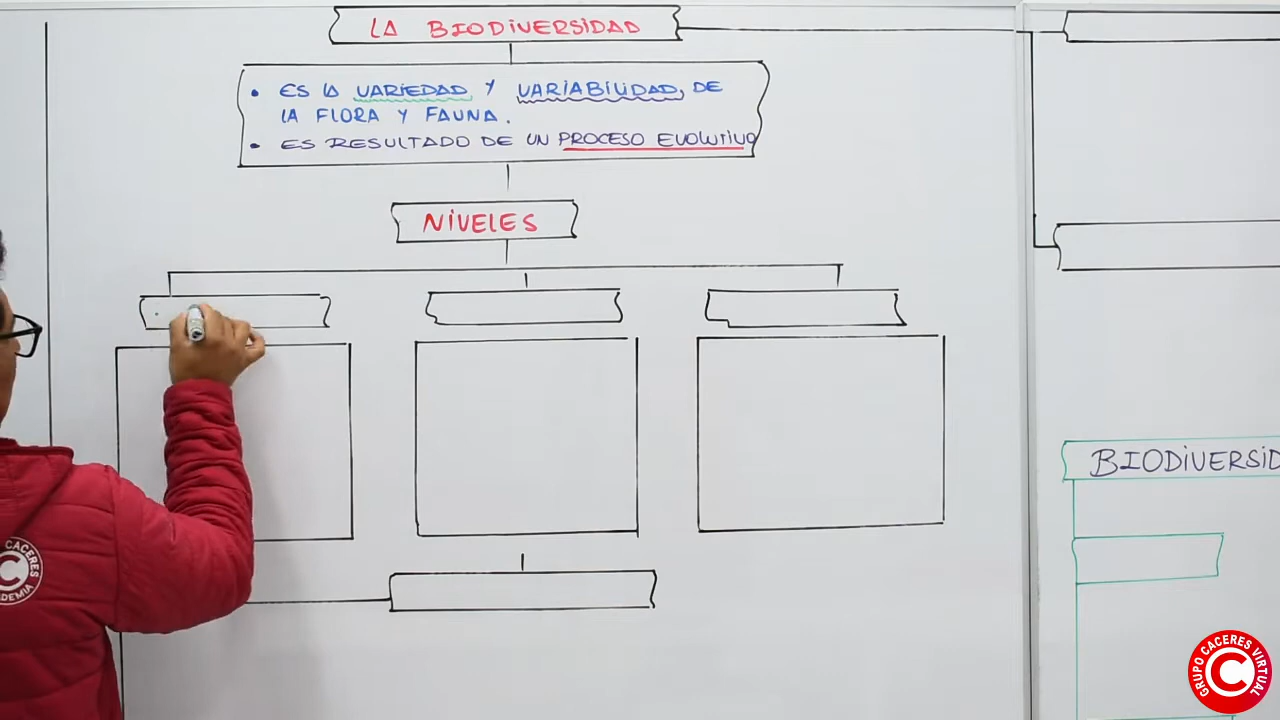 LA BIODIVERSIDAD
• ES LA VARIEDAD Y VARIABILIDAD, DE
LA FLORA Y FAUNA.
• ES RESULTADO DE UN PROCESO EVOLUTIVO
NIVELES
BIODIVERSID
CACERES
GRUPO CACERES VIRTUAL